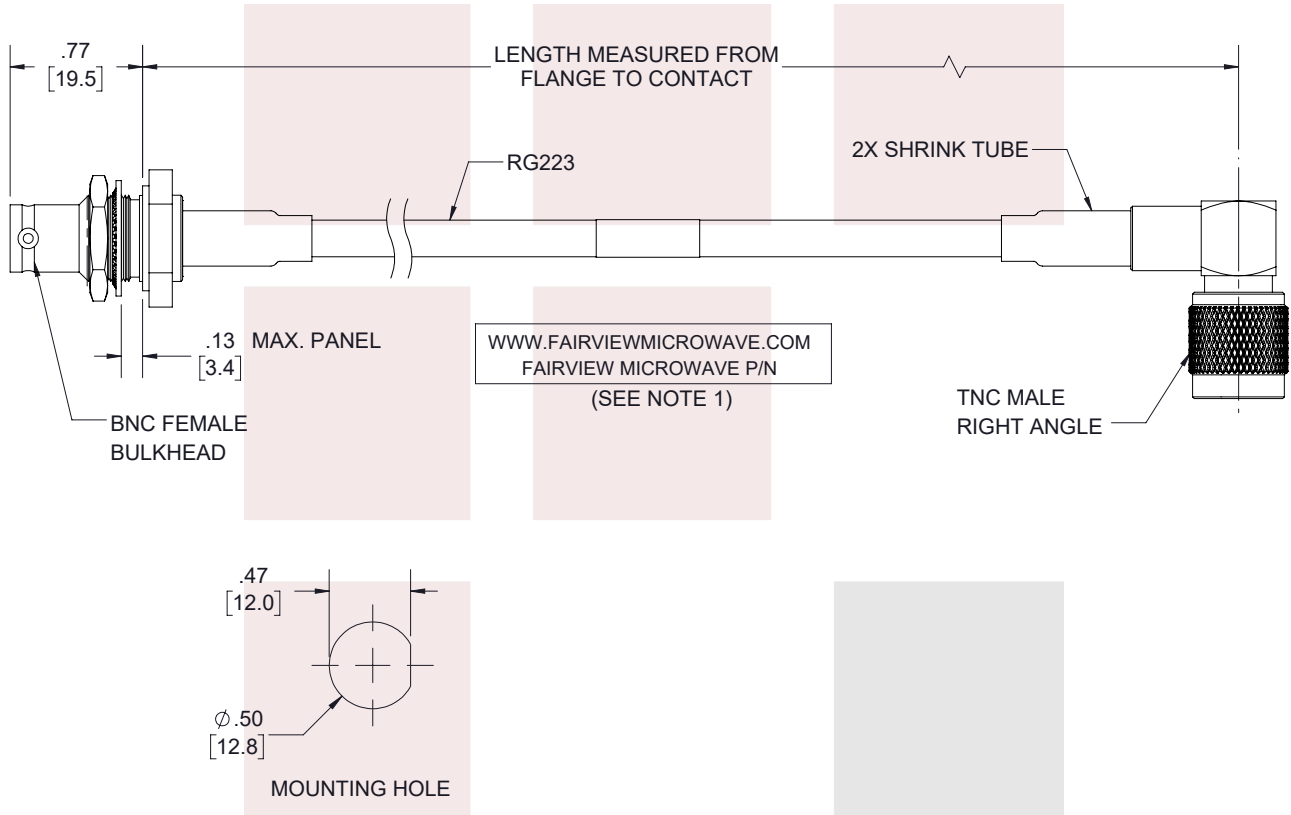 .77
[19.5]
LENGTH MEASURED FROM
FLANGE TO CONTACT
RG223
2X SHRINK TUBE
.13 MAX. PANEL
[3.4]
WWW.FAIRVIEWMICROWAVE.COM
FAIRVIEW MICROWAVE P/N
(SEE NOTE 1)
BNC FEMALE
BULKHEAD
TNC MALE
RIGHT ANGLE
.47
[12.0]
∅.50
[12.8]
MOUNTING HOLE